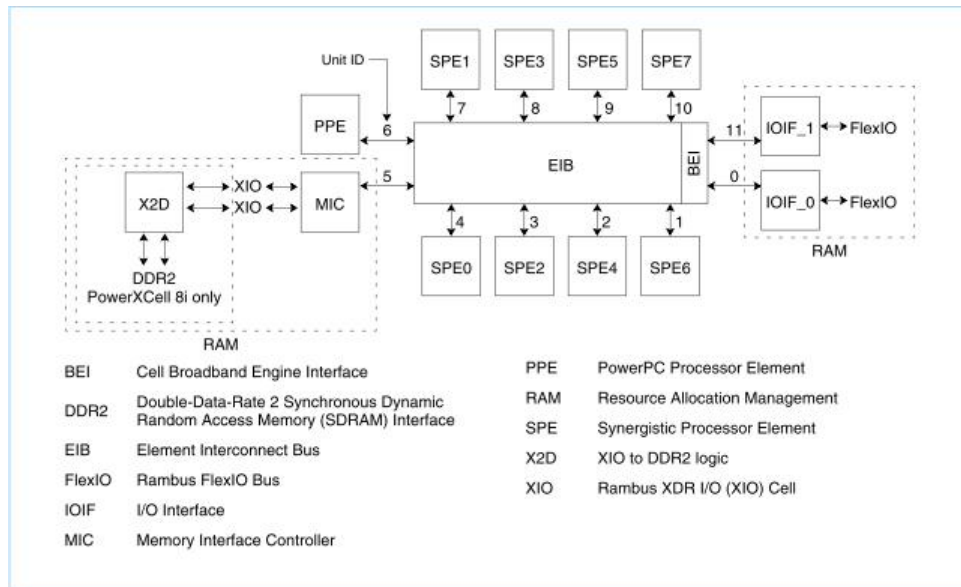 Unit ID
SPE1 SPE3 SPE5 SPE7
7 8 9 10
PPE 6 11 IOIF_1 FlexIO
EIB BEI
X2D XIO MIC 5 0 IOIF_0 FlexIO
XIO
4 3 2 1
SPE0 SPE2 SPE4 SPE6
RAM
DDR2
PowerXCell 8i only
RAM
BEI Cell Broadband Engine Interface
DDR2 Double-Data-Rate 2 Synchronous Dynamic
Random Access Memory (SDRAM) Interface
EIB Element Interconnect Bus
FlexIO Rambus FlexIO Bus
IOIF I/O Interface
MIC Memory Interface Controller
PPE PowerPC Processor Element
RAM Resource Allocation Management
SPE Synergistic Processor Element
X2D XIO to DDR2 logic
XIO Rambus XDR I/O (XIO) Cell